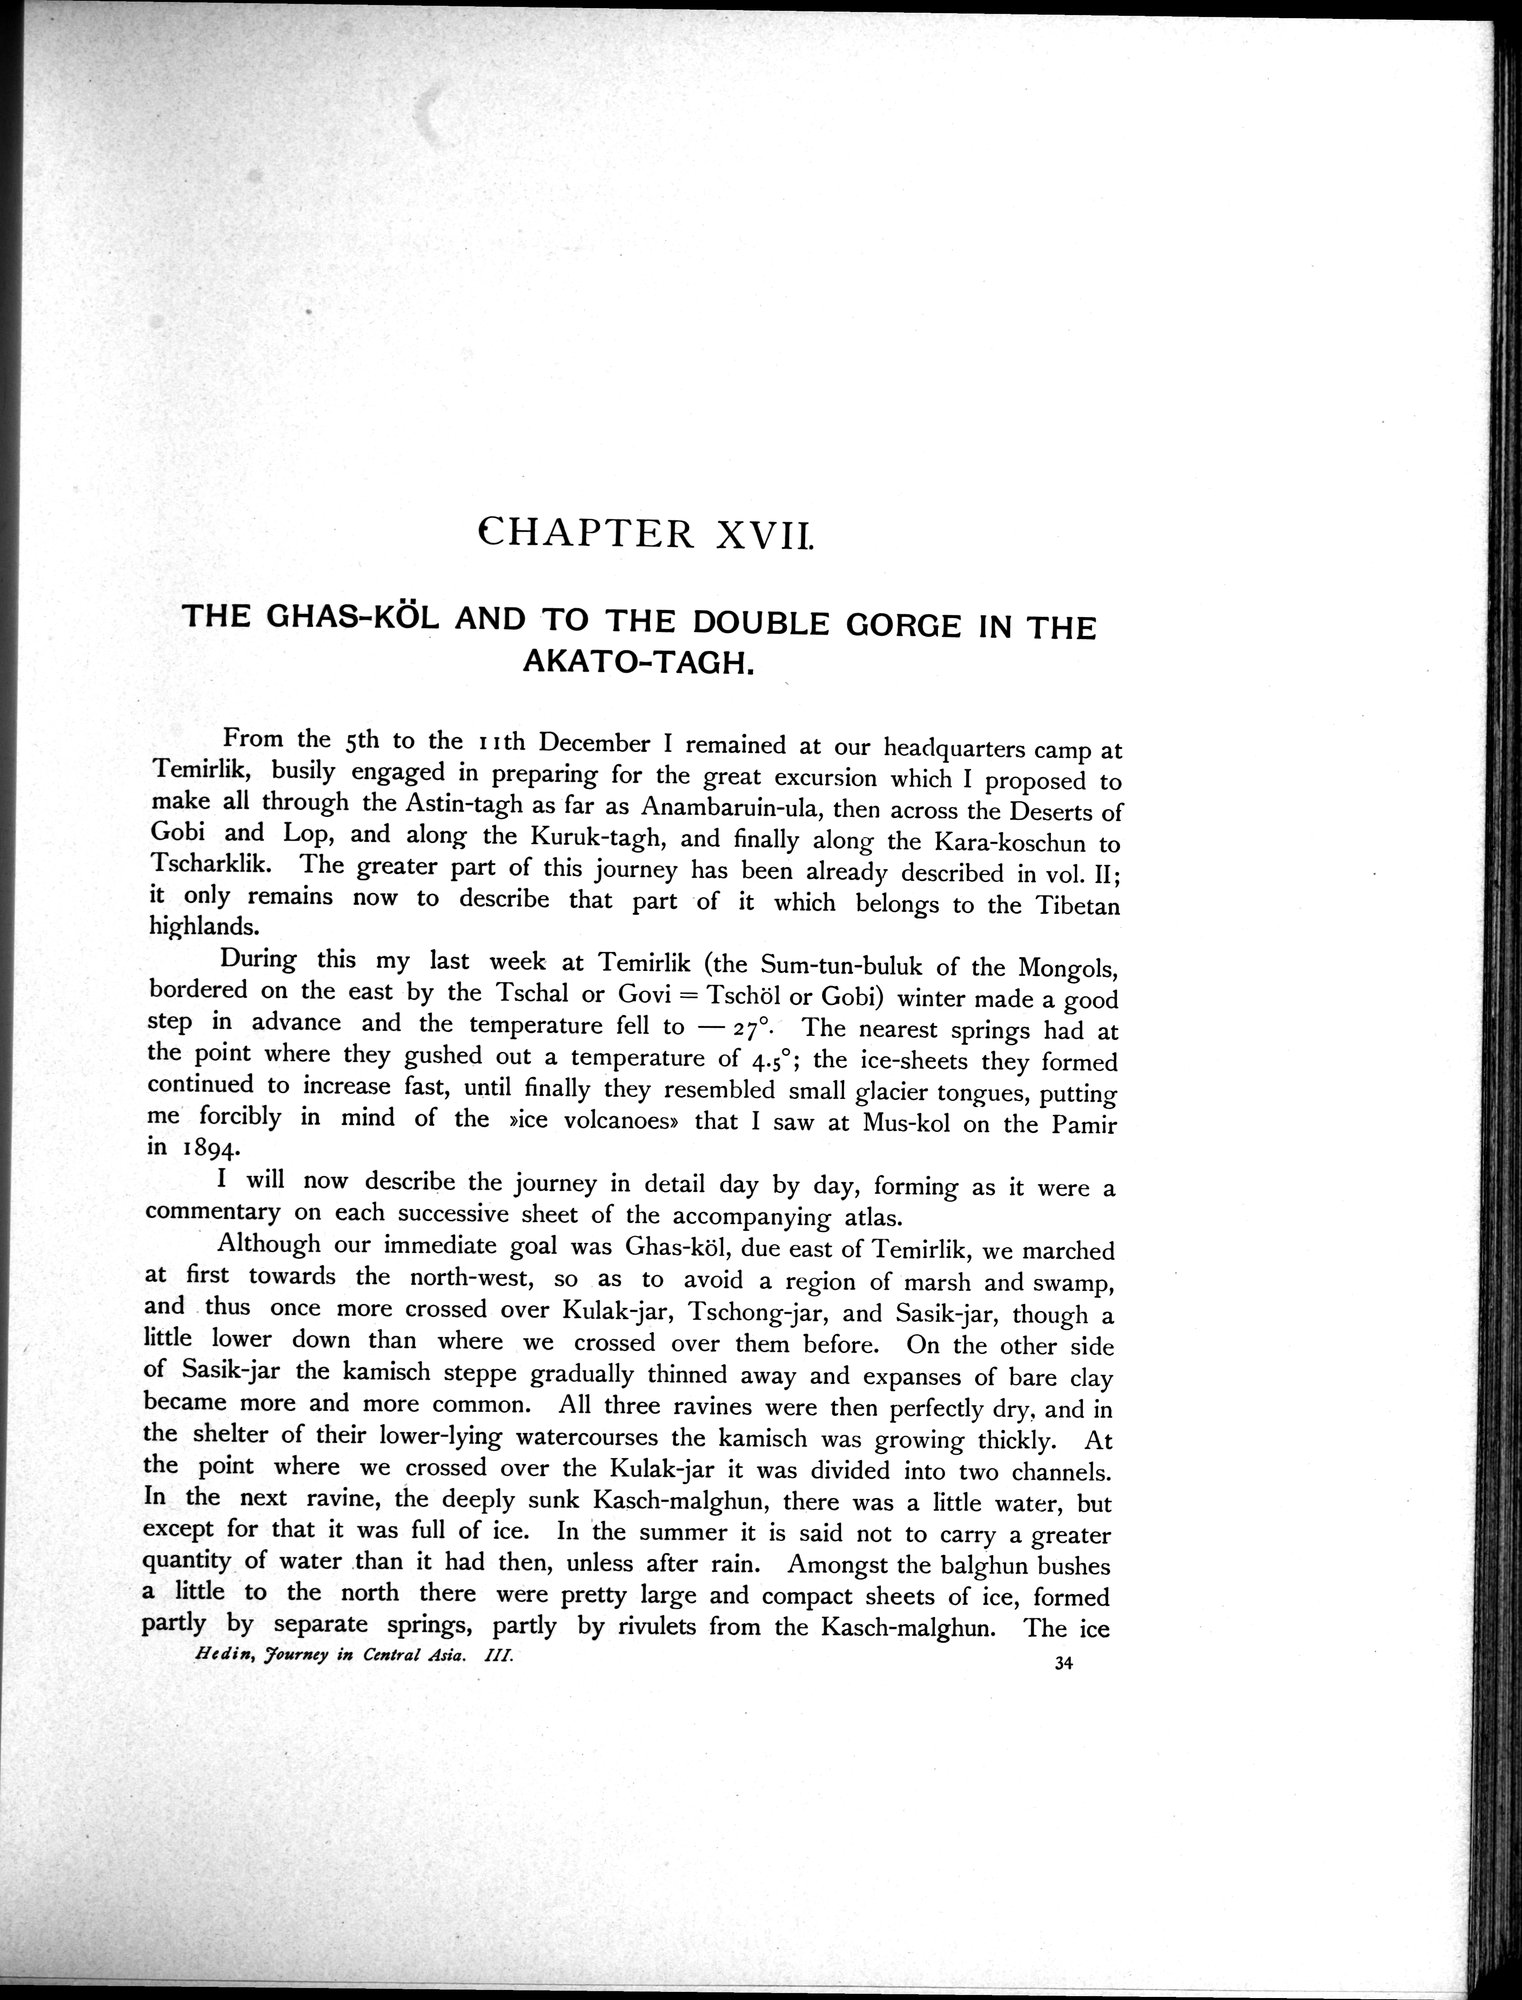 CHAPTER XVII.
THE GHAS-KÖL AND TO THE DOUBLE GORGE IN THE
AKATO-TAGH.
From the 5th to the 11th December I remained at our headquarters camp at
Temirlik, busily engaged in preparing for the great excursion which I proposed to
make all through the Astin-tagh as far as Anambaruin-ula, then across the Deserts of
Gobi and Lop, and along the Kuruk-tagh, and finally along the Kara-koschun to
Tscharklik. The greater part of this journey has been already described in vol. II;
it only remains now to describe that part of it which belongs to the Tibetan
highlands.
During this my last week at Temirlik (the Sum-tun-buluk of the Mongols,
bordered on the east by the Tschal or Govi = Tschöl or Gobi) winter made a good
step in advance and the temperature fell to — 27°. The nearest springs had at
the point where they gushed out a temperature of 4.5°; the ice-sheets they formed
continued to increase fast, until finally they resembled small glacier tongues, putting
me forcibly in mind of the »ice volcanoes» that I saw at Mus-kol on the Pamir
in 1894.
I will now describe the journey in detail day by day, forming as it were a
commentary on each successive sheet of the accompanying atlas.
Although our immediate goal was Ghas-köl, due east of Temirlik, we marched
at first towards the north-west, so as to avoid a region of marsh and swamp,
and thus once more crossed over Kulak-jar, Tschong-jar, and Sasik-jar, though a
little lower down than where we crossed over them before. On the other side
of Sasik-jar the kamisch steppe gradually thinned away and expanses of bare clay
became more and more common. All three ravines were then perfectly dry, and in
the shelter of their lower-lying watercourses the kamisch was growing thickly. At
the point where we crossed over the Kulak-jar it was divided into two channels.
In the next ravine, the deeply sunk Kasch-malghun, there was a little water, but
except for that it was full of ice. In the summer it is said not to carry a greater
quantity of water than it had then, unless after rain. Amongst the balghun bushes
a little to the north there were pretty large and compact sheets of ice, formed
partly by separate springs, partly by rivulets from the Kasch-malghun. The ice
Hedin, Journey in Central Asia. III.
34